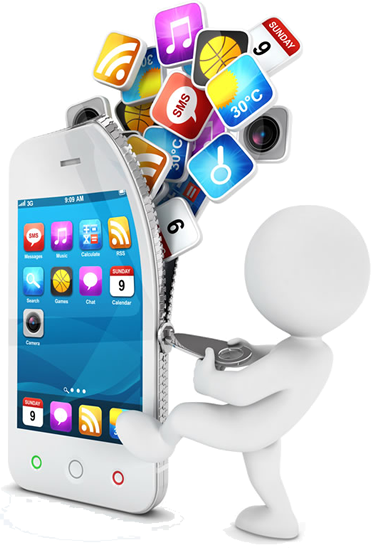 SUNDAY
9
30°C
SMS
30°C
9
3G 9:09 AM
SMS
Messages Music Calculate RSS
SUNDAY
9
Search Games Chat Calendar
Camera
SUNDAY
9